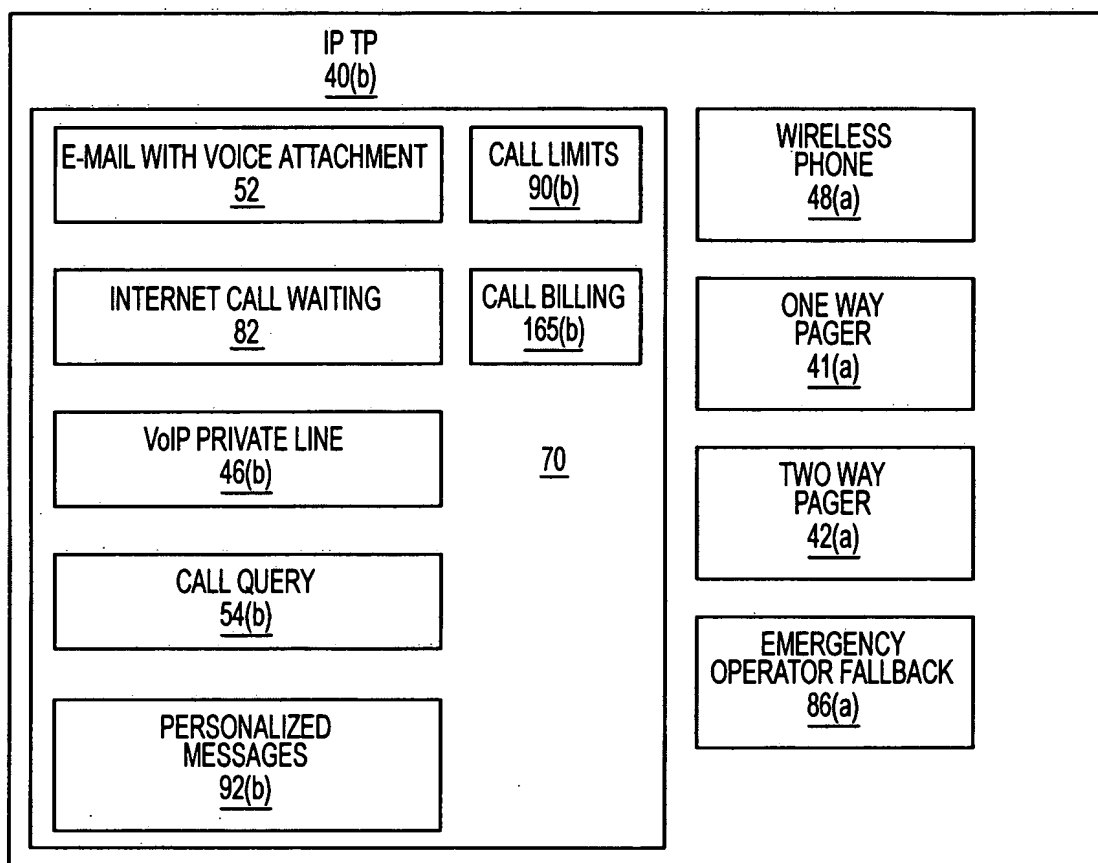 IP TP
40(b)
E-MAIL WITH VOICE ATTACHMENT
52
CALL LIMITS
90(b)
WIRELESS
PHONE
48(a)
INTERNET CALL WAITING
82
CALL BILLING
165(b)
ONE WAY
PAGER
41(a)
VoIP PRIVATE LINE
46(b)
70
TWO WAY
PAGER
42(a)
CALL QUERY
54(b)
EMERGENCY
OPERATOR FALLBACK
86(a)
PERSONALIZED
MESSAGES
92(b)